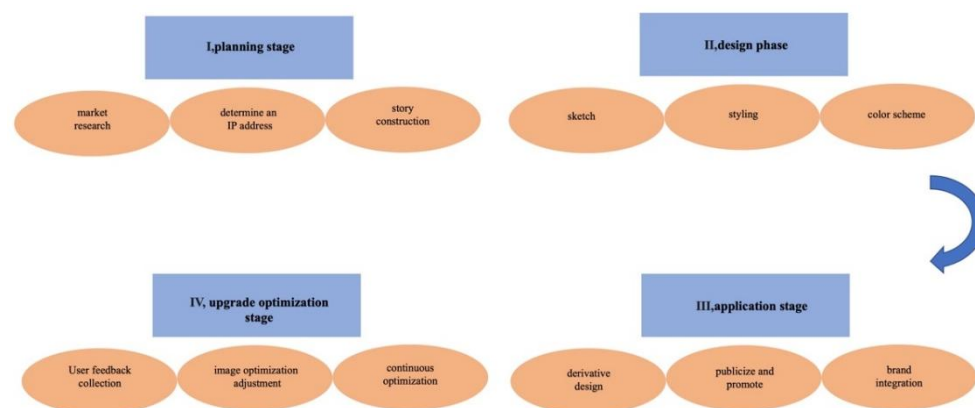 I,planning stage
market
research
determine an
IP address
story
construction
II,design phase
sketch
styling
color scheme
IV, upgrade optimization
stage
User feedback
collection
image optimization
adjustment
continuous
optimization
III,application stage
derivative
design
publicize and
promote
brand
integration